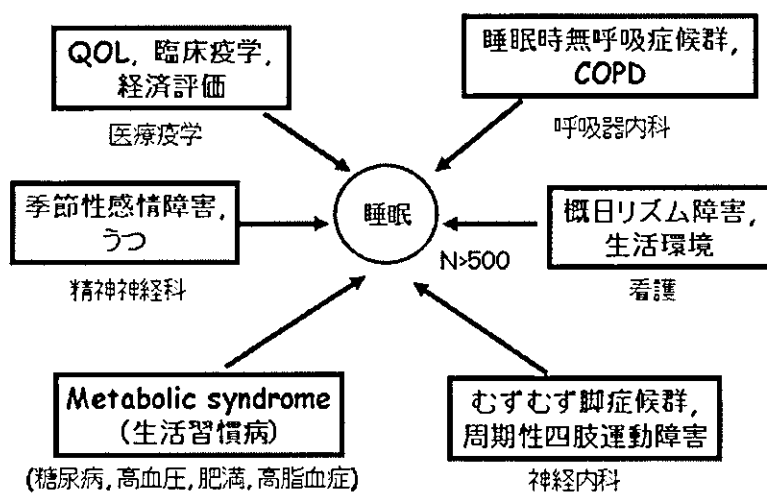 QOL, 臨床疫学,
経済評価
医療疫学
睡眠時無呼吸症候群,
COPD
呼吸器内科
季節性感情障害,
うつ
精神神経科
睡眠
N>500
概日リズム障害,
生活環境
看護
Metabolic syndrome
(生活習慣病)
(糖尿病, 高血圧, 肥満, 高脂血症)
むずむず脚症候群,
周期性四肢運動障害
神経内科